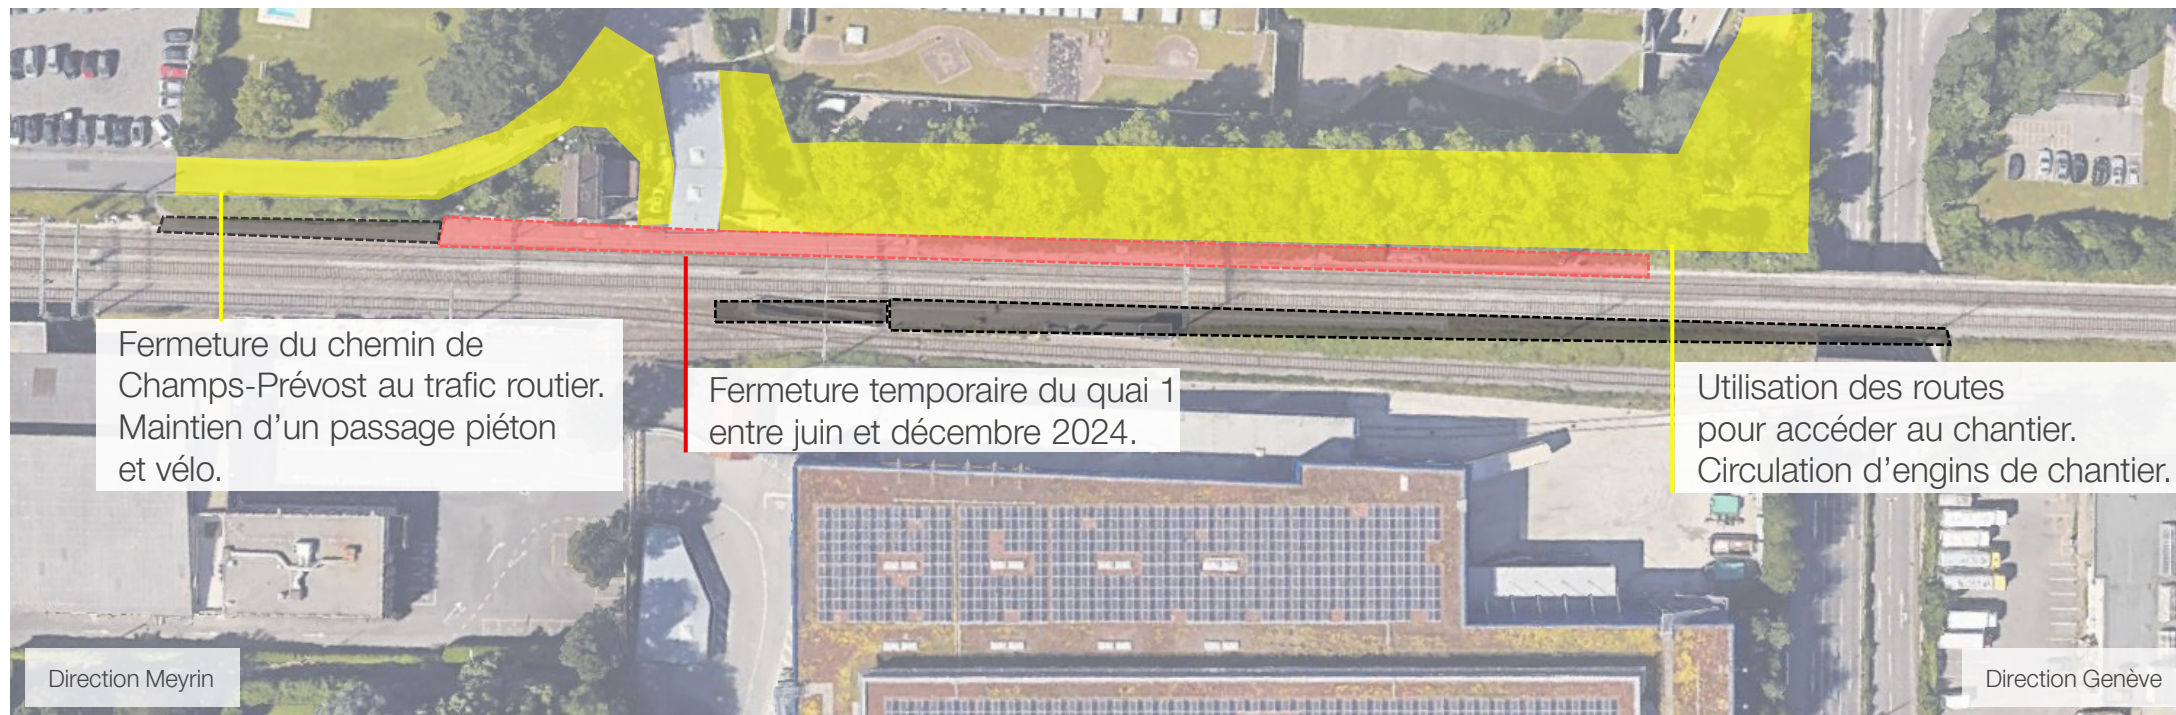 Fermeture du chemin de
Champs-Prévost au trafic routier.
Maintien d’un passage piéton
et vélo.
Fermeture temporaire du quai 1
entre juin et décembre 2024.
Utilisation des routes
pour accéder au chantier.
Circulation d’engins de chantier.
Direction Meyrin
Direction Genève